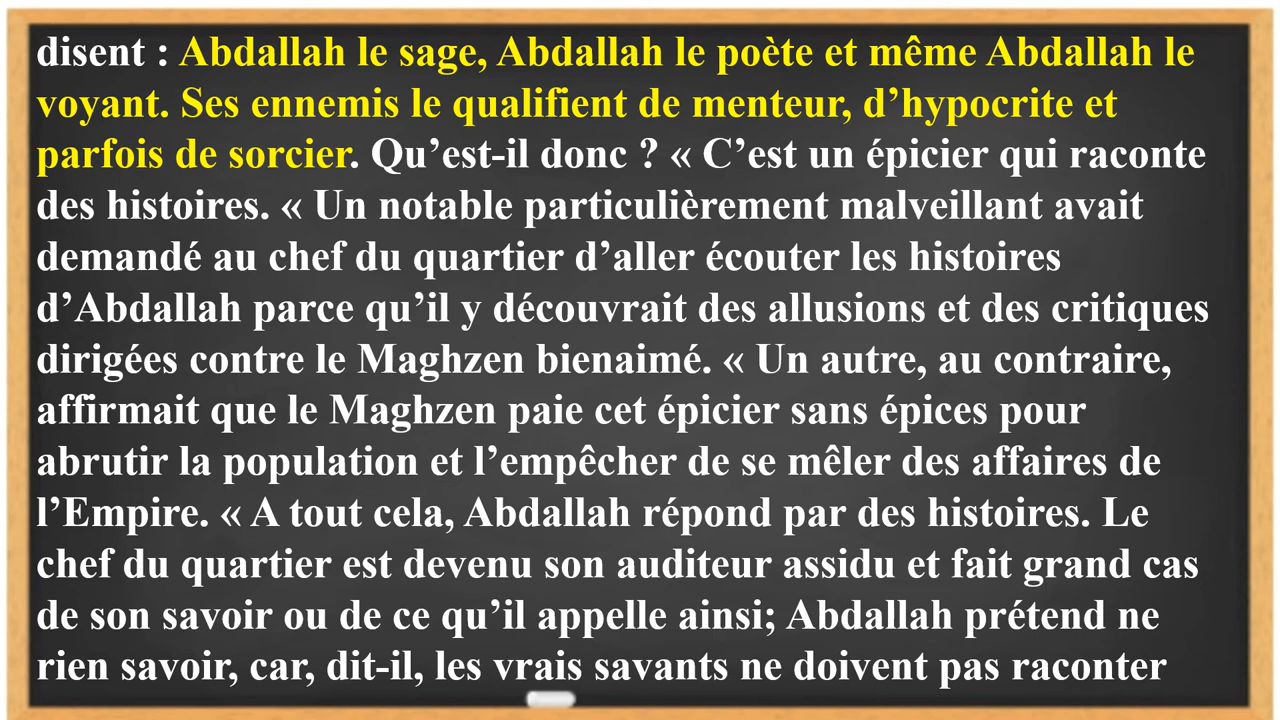 disent : Abdallah le sage, Abdallah le poète et même Abdallah le
voyant. Ses ennemis le qualifient de menteur, d’hypocrite et
parfois de sorcier. Qu’est-il donc ? « C’est un épicier qui raconte
des histoires. « Un notable particulièrement malveillant avait
demandé au chef du quartier d’aller écouter les histoires
d’Abdallah parce qu’il y découvrait des allusions et des critiques
dirigées contre le Maghzen bienaimé. « Un autre, au contraire,
affirmait que le Maghzen paie cet épicier sans épices pour
abrutir la population et l’empêcher de se mêler des affaires de
l’Empire. « A tout cela, Abdallah répond par des histoires. Le
chef du quartier est devenu son auditeur assidu et fait grand cas
de son savoir ou de ce qu’il appelle ainsi; Abdallah prétend ne
rien savoir, car, dit-il, les vrais savants ne doivent pas raconter